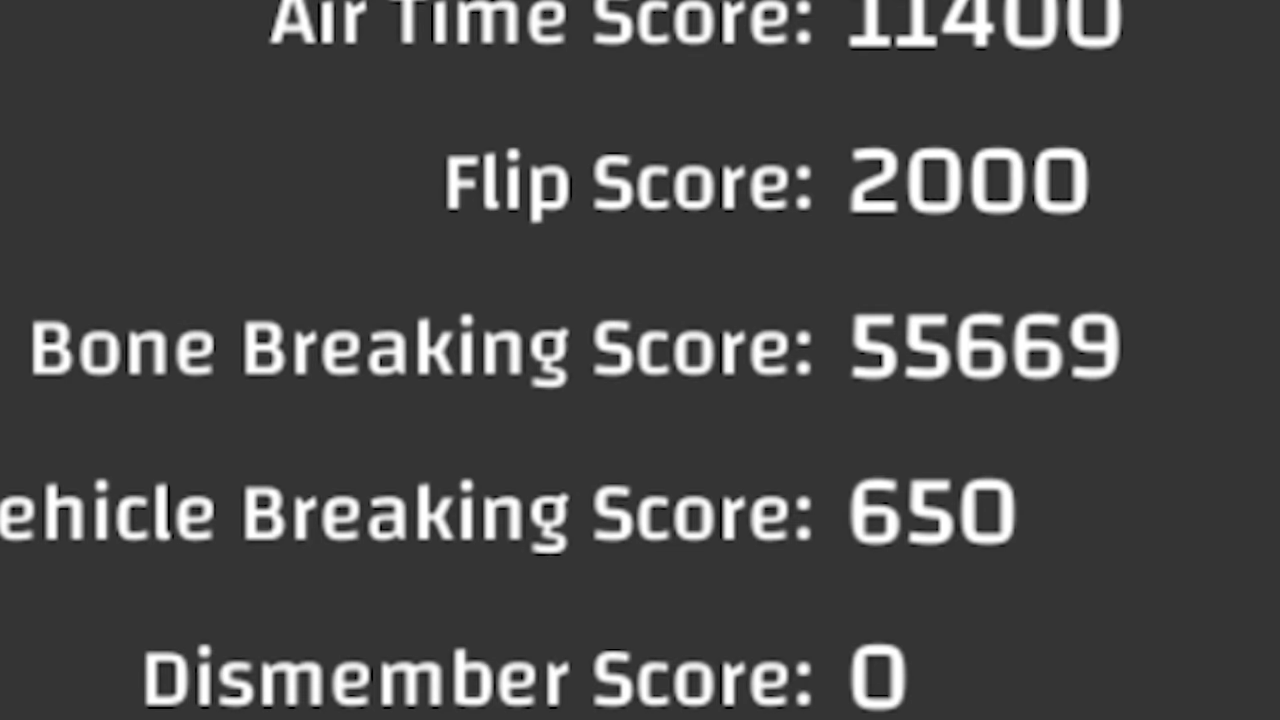 Air Time Score: 11400
Flip Score: 2000
Bone Breaking Score: 55669
ehicle Breaking Score: 650
Dismember Score: 0